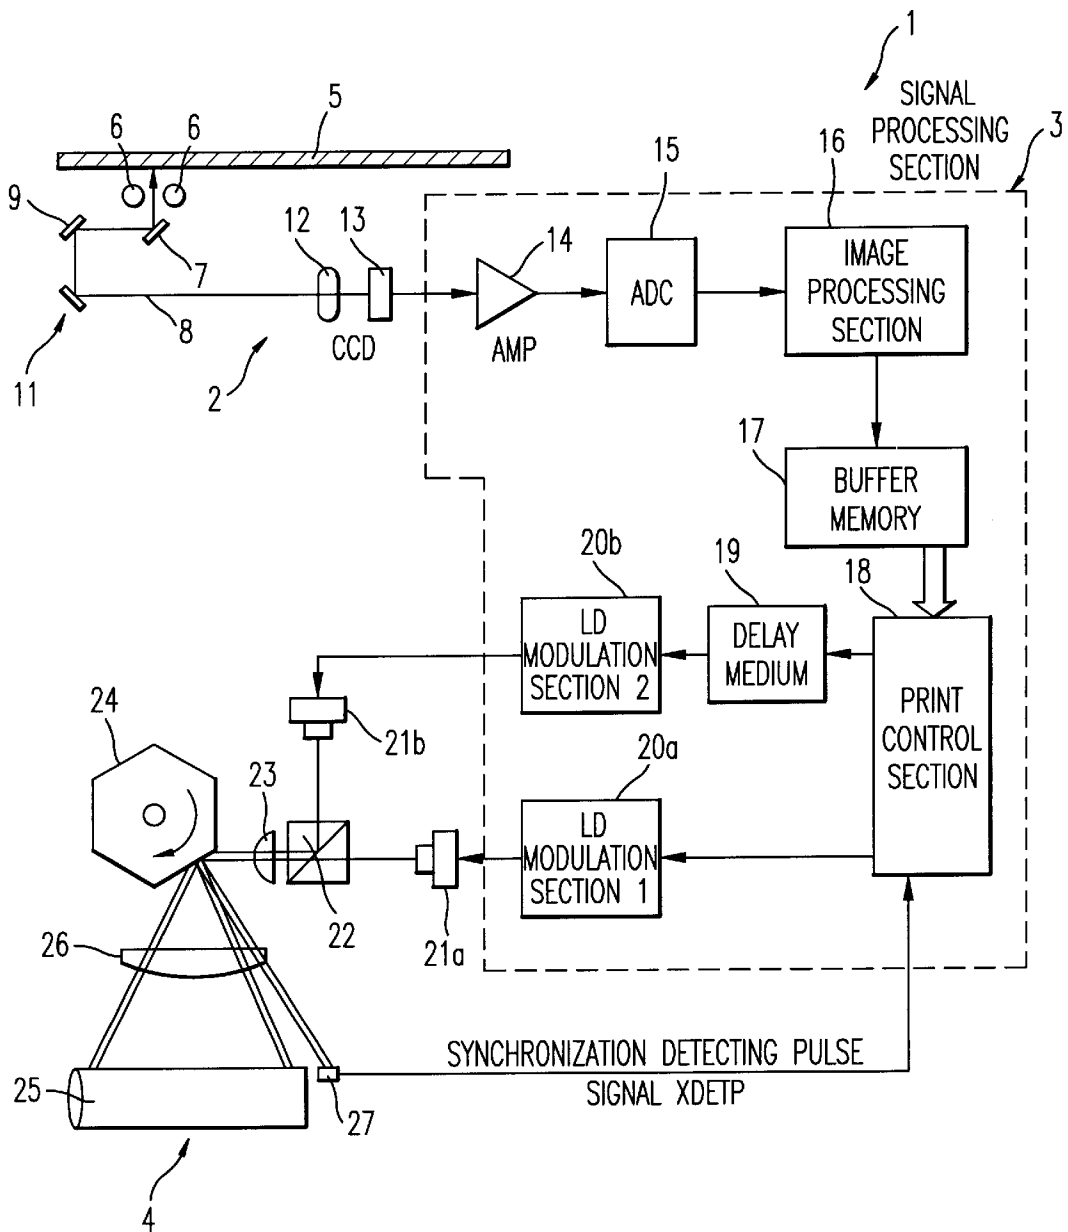 1
SIGNAL
PROCESSING
SECTION
3
5
6 6
9
7
8
11
2
12
13
CCD
14
AMP
15
ADC
16
IMAGE
PROCESSING
SECTION
17
BUFFER
MEMORY
18
PRINT
CONTROL
SECTION
19
DELAY
MEDIUM
20b
LD
MODULATION
SECTION 2
20a
LD
MODULATION
SECTION 1
21b
21a
24
23
22
26
25
27
4
SYNCHRONIZATION DETECTING PULSE
SIGNAL XDETP